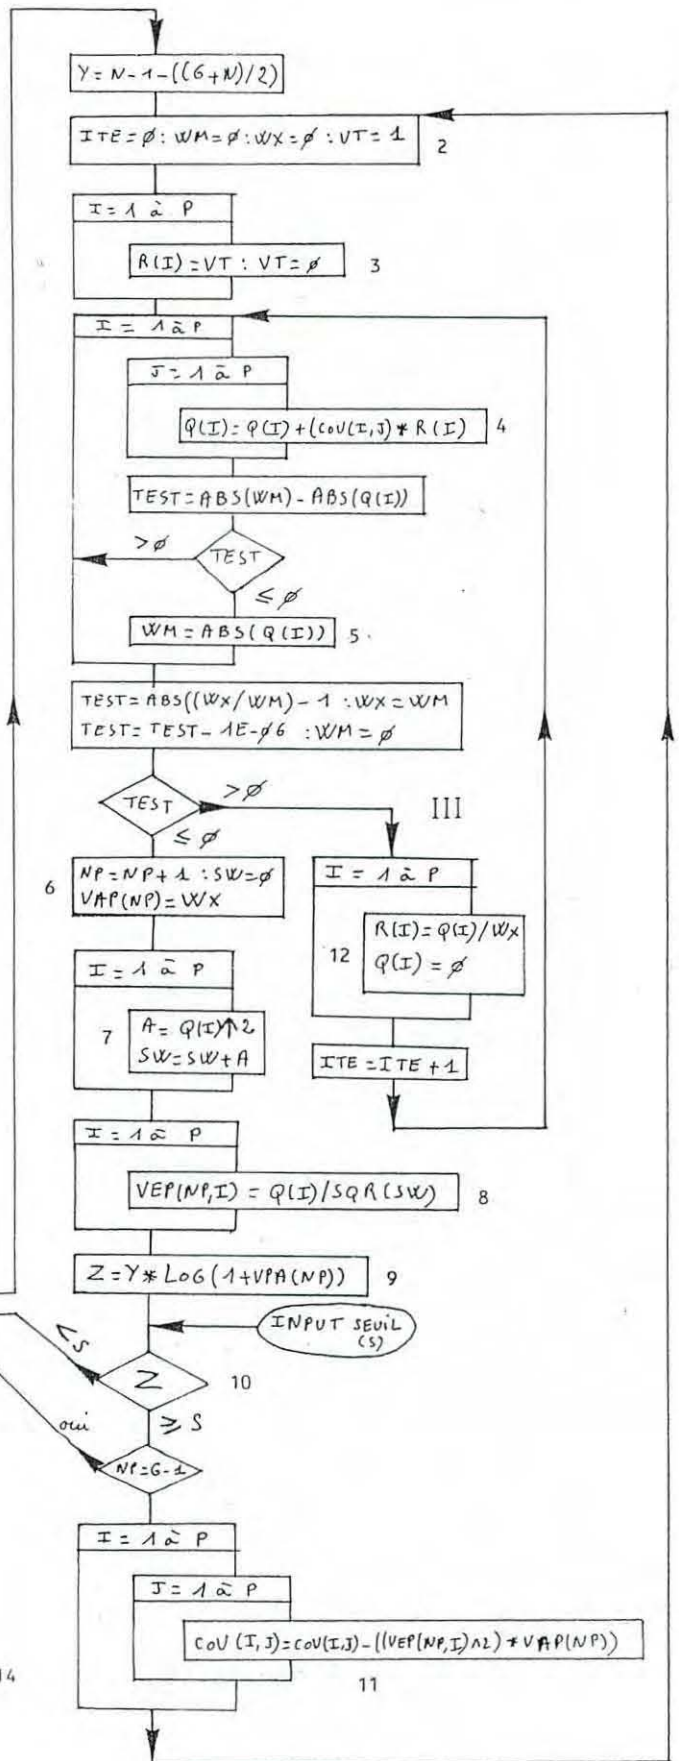 Y=N-1-((G+N)/2)
ITE=ø:WM=ø:WX=ø:VT=1
2
I=1 à P
R(I)=VT:VT=ø
3
I=1 à P
J=1 à P
Q(I)=Q(I)+(COV(I,J)*R(I)
4
TEST=ABS(WM)-ABS(Q(I))
>ø
TEST
≤ø
WM=ABS(Q(I))
5.
TEST=ABS((WX/WM)-1:WX=WM
TEST=TEST-1E-ø6 :WM=ø
TEST
>ø
III
≤ø
6
NP=NP+1 :SW=ø
VAP(NP)=WX
I=1 à P
12
R(I)=Q(I)/WX
Q(I)=ø
ITE=ITE+1
I=1 à P
7
A=Q(I)↑2
SW=SW+A
I=1 à P
VEP(NP,I)=Q(I)/SQR(SW)
8
Z=Y*LOG(1+VPA(NP))
9
INPUT SEUIL
(S)
<S
Z
10
oui
≥S
NP=G-1
I=1 à P
J=1 à P
COV(I,J)=COV(I,J)-((VEP(NP,I)∧2)*VAP(NP))
14
11